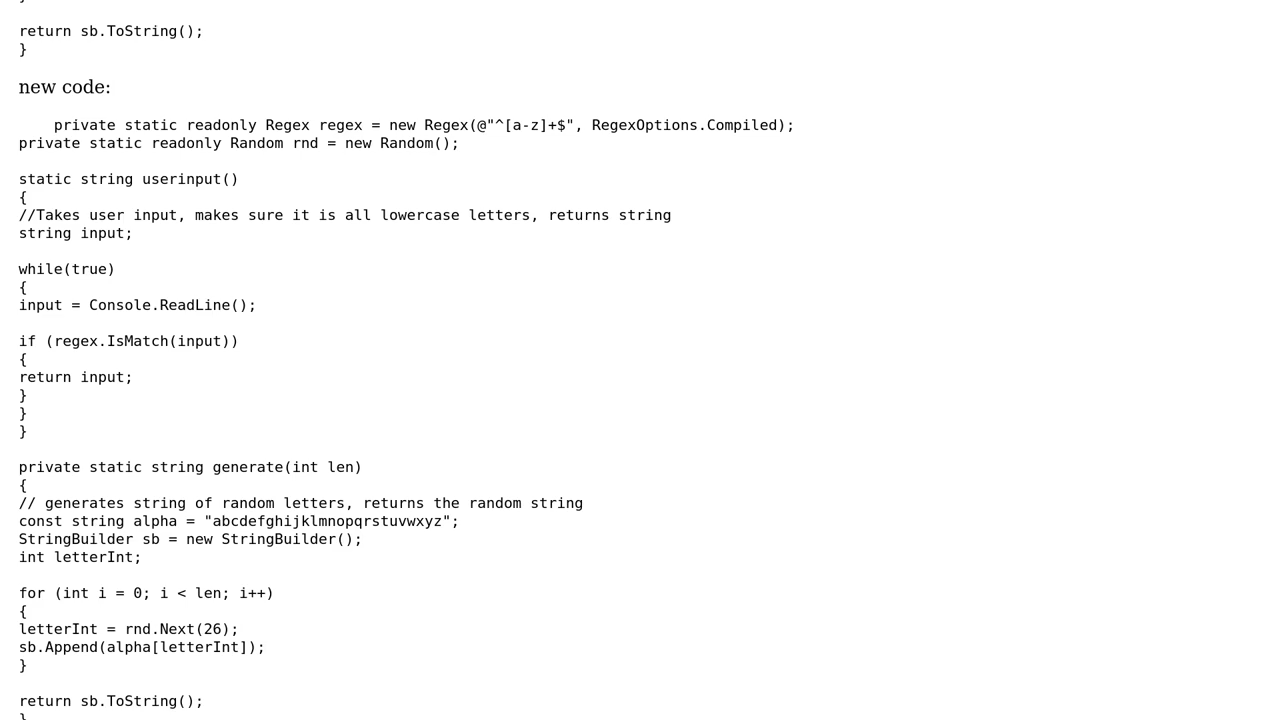 }
return sb.ToString();
}
new code:
private static readonly Regex regex = new Regex(@"^[a-z]+$", RegexOptions.Compiled);
private static readonly Random rnd = new Random();
static string userinput()
{
//Takes user input, makes sure it is all lowercase letters, returns string
string input;
while(true)
{
input = Console.ReadLine();
if (regex.IsMatch(input))
{
return input;
}
}
}
private static string generate(int len)
{
// generates string of random letters, returns the random string
const string alpha = "abcdefghijklmnopqrstuvwxyz";
StringBuilder sb = new StringBuilder();
int letterInt;
for (int i = 0; i < len; i++)
{
letterInt = rnd.Next(26);
sb.Append(alpha[letterInt]);
}
return sb.ToString();
}